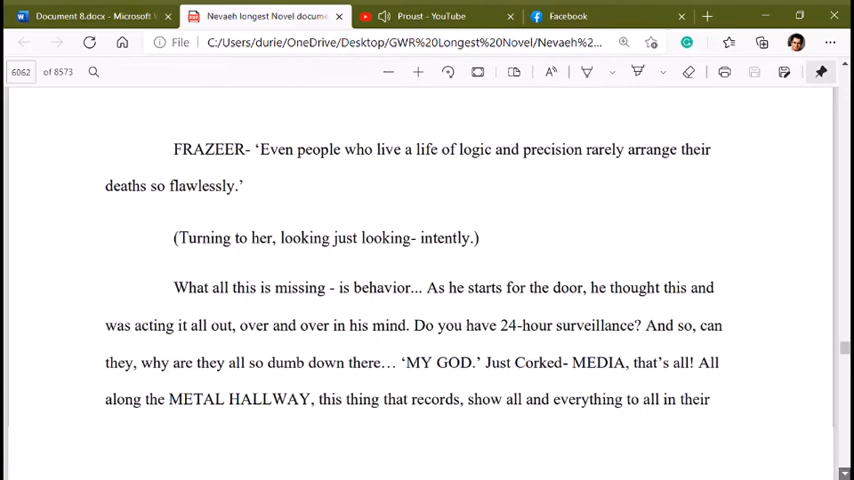 Document 8.docx - Microsoft W
Nevaeh longest Novel docume
Proust - YouTube
Facebook
File
C:/Users/durie/OneDrive/Desktop/GWR%20Longest%20Novel/Nevaeh%2...
6062 of 8573
FRAZEER- ‘Even people who live a life of logic and precision rarely arrange their
deaths so flawlessly.’
(Turning to her, looking just looking- intently.)
What all this is missing - is behavior... As he starts for the door, he thought this and
was acting it all out, over and over in his mind. Do you have 24-hour surveillance? And so, can
they, why are they all so dumb down there… ‘MY GOD.’ Just Corked- MEDIA, that’s all! All
along the METAL HALLWAY, this thing that records, show all and everything to all in their